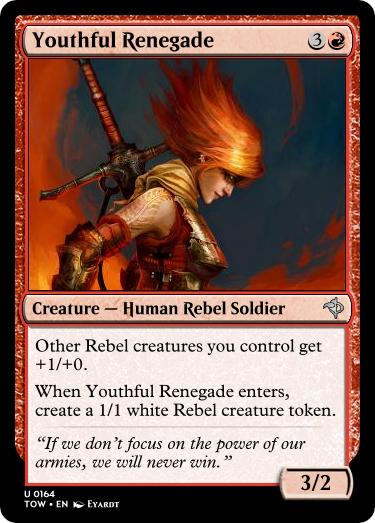 Youthful Renegade 3
Creature — Human Rebel Soldier
Other Rebel creatures you control get
+1/+0.
When Youthful Renegade enters,
create a 1/1 white Rebel creature token.
“If we don’t focus on the power of our
armies, we will never win.”
3/2
U 0164
TOW • EN Eyardt